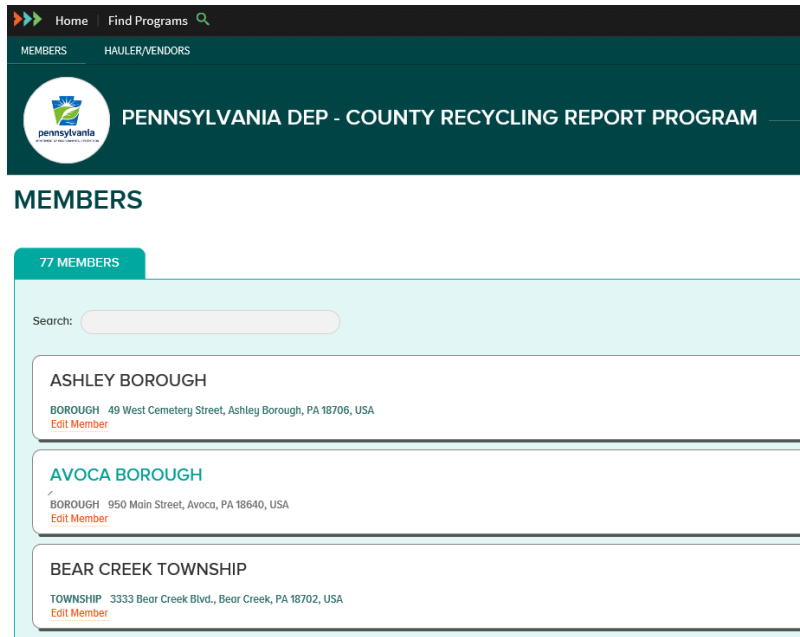 Home Find Programs
MEMBERS HAULER/VENDORS
pennsylvania
PENNSYLVANIA DEP - COUNTY RECYCLING REPORT PROGRAM
MEMBERS
77 MEMBERS
Search:
ASHLEY BOROUGH
BOROUGH 49 West Cemetery Street, Ashley Borough, PA 18706, USA
Edit Member
AVOCA BOROUGH
BOROUGH 950 Main Street, Avoca, PA 18640, USA
Edit Member
BEAR CREEK TOWNSHIP
TOWNSHIP 3333 Bear Creek Blvd., Bear Creek, PA 18702, USA
Edit Member